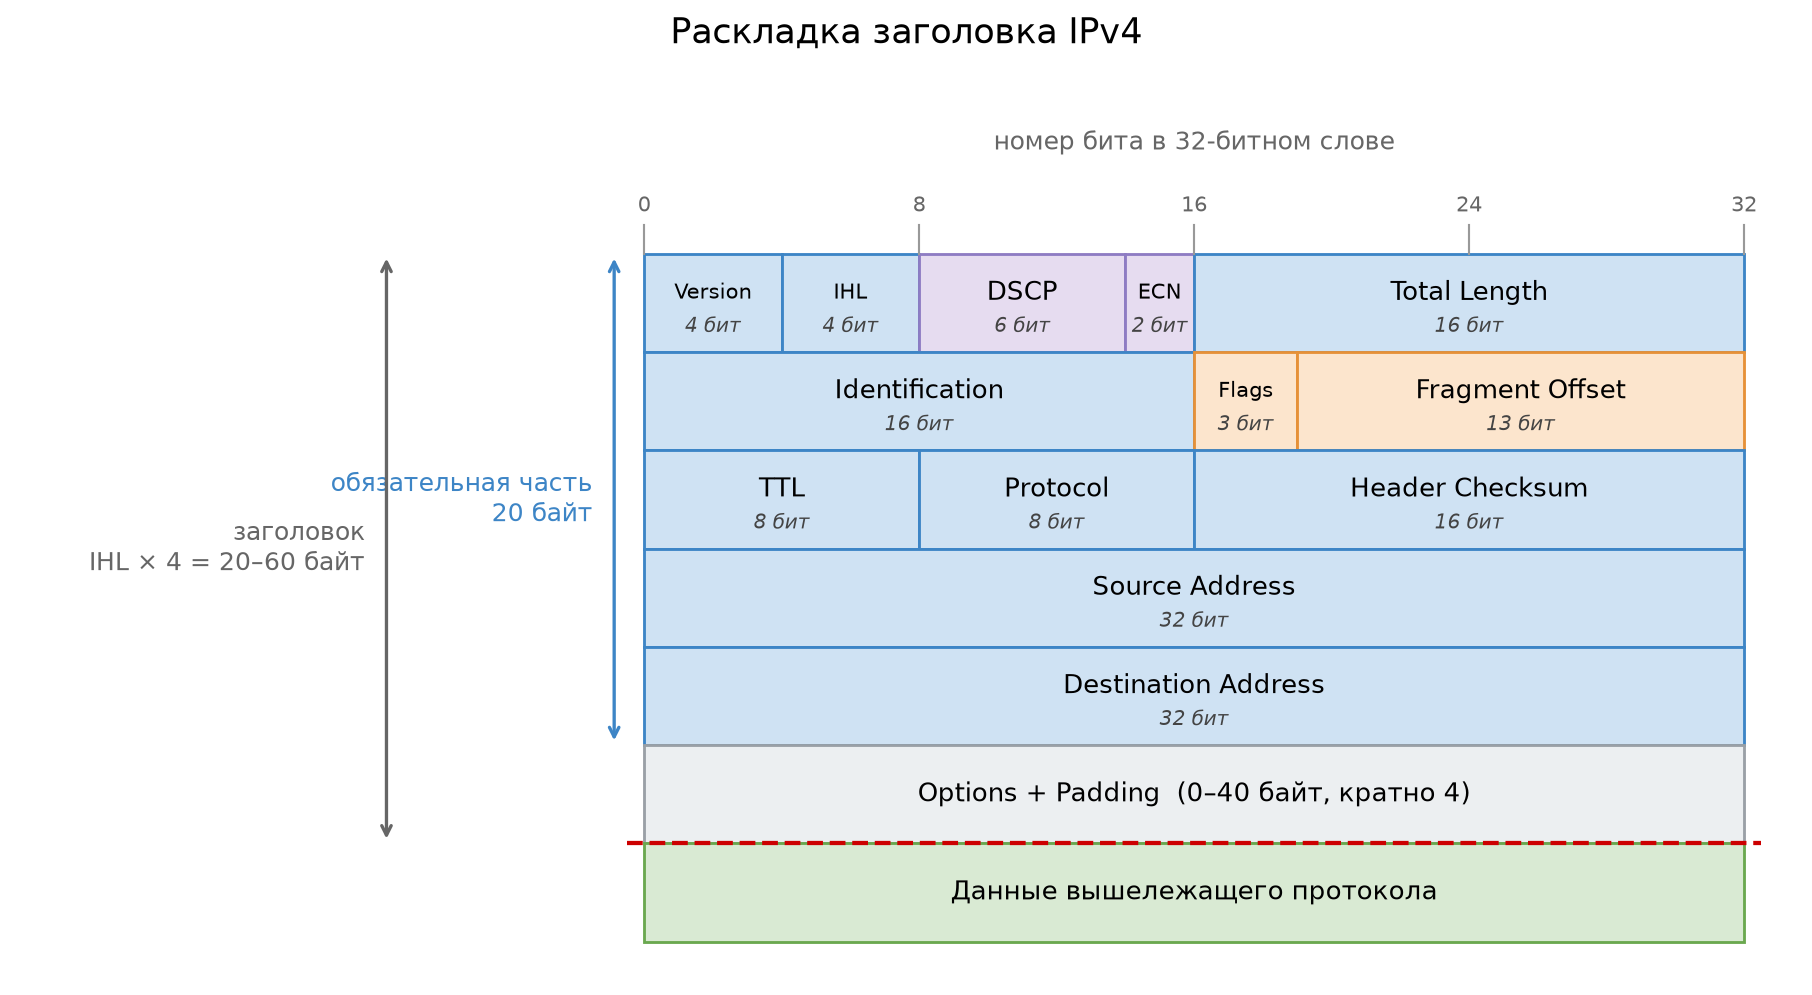 Раскладка заголовка IPv4
номер бита в 32-битном слове
0 8 16 24 32
Version IHL DSCP ECN Total Length
4 бит 4 бит 6 бит 2 бит 16 бит
Identification Flags Fragment Offset
16 бит 3 бит 13 бит
обязательная часть
20 байт
заголовок
IHL × 4 = 20–60 байт
TTL Protocol Header Checksum
8 бит 8 бит 16 бит
Source Address
32 бит
Destination Address
32 бит
Options + Padding (0–40 байт, кратно 4)
Данные вышележащего протокола